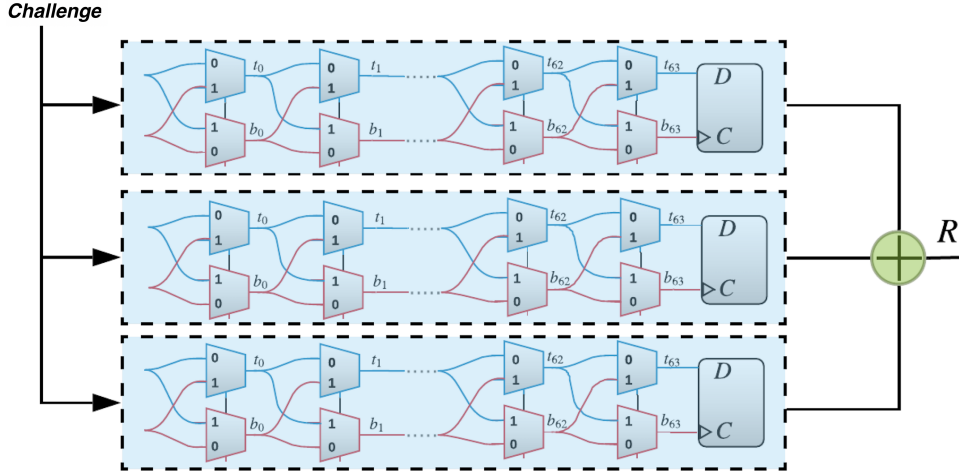 Challenge
0 t₀ 0 t₁ ...... 0 t₆₂ 0 t₆₃ D
1 1 1 1
1 b₀ 1 b₁ ...... 1 b₆₂ 1 b₆₃ C
0 0 0 0
0 t₀ 0 t₁ ...... 0 t₆₂ 0 t₆₃ D
1 1 1 1
R
1 b₀ 1 b₁ ...... 1 b₆₂ 1 b₆₃ C
0 0 0 0
0 t₀ 0 t₁ ...... 0 t₆₂ 0 t₆₃ D
1 1 1 1
1 b₀ 1 b₁ ...... 1 b₆₂ 1 b₆₃ C
0 0 0 0